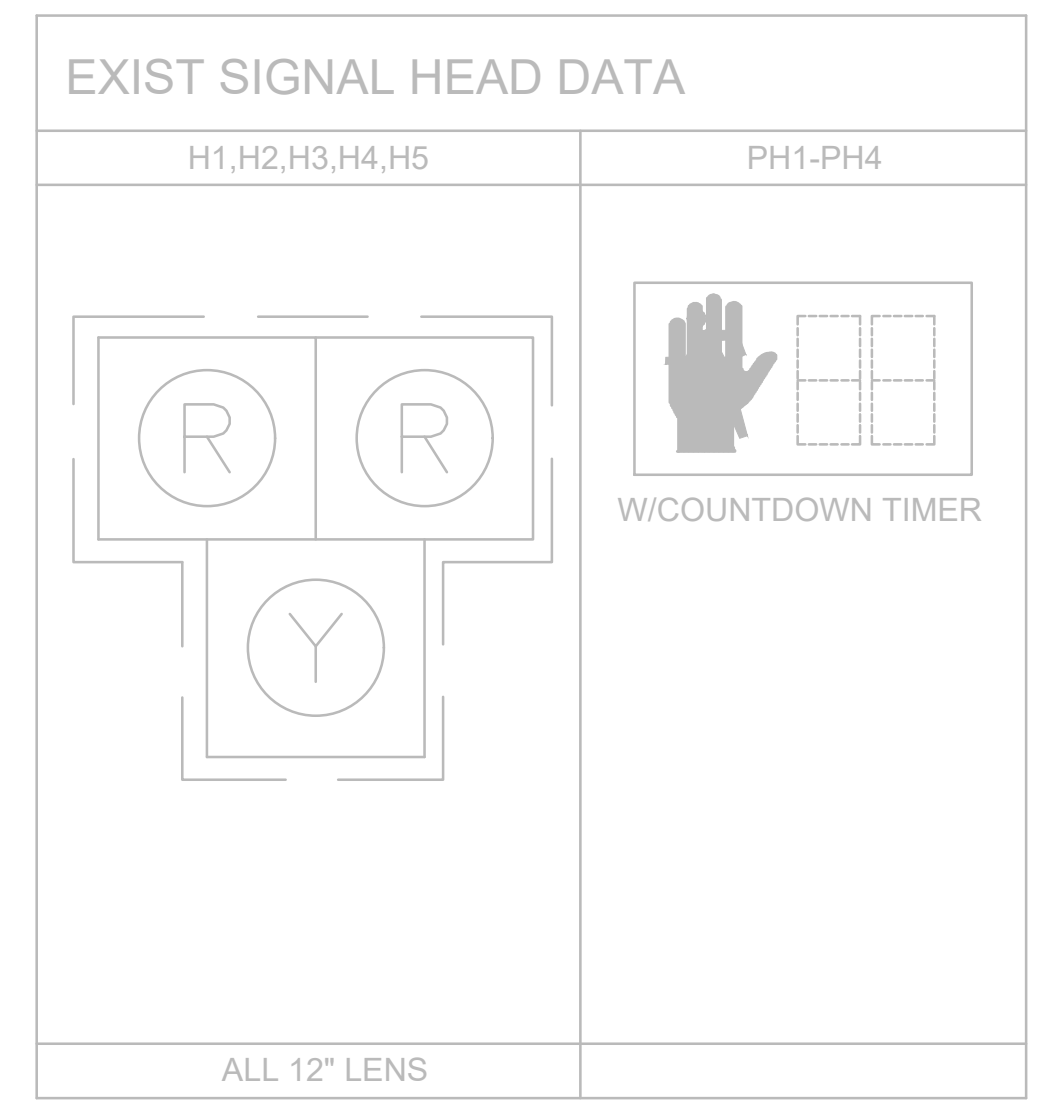 EXIST SIGNAL HEAD DATA
H1,H2,H3,H4,H5
PH1-PH4
R R
Y
W/COUNTDOWN TIMER
ALL 12" LENS